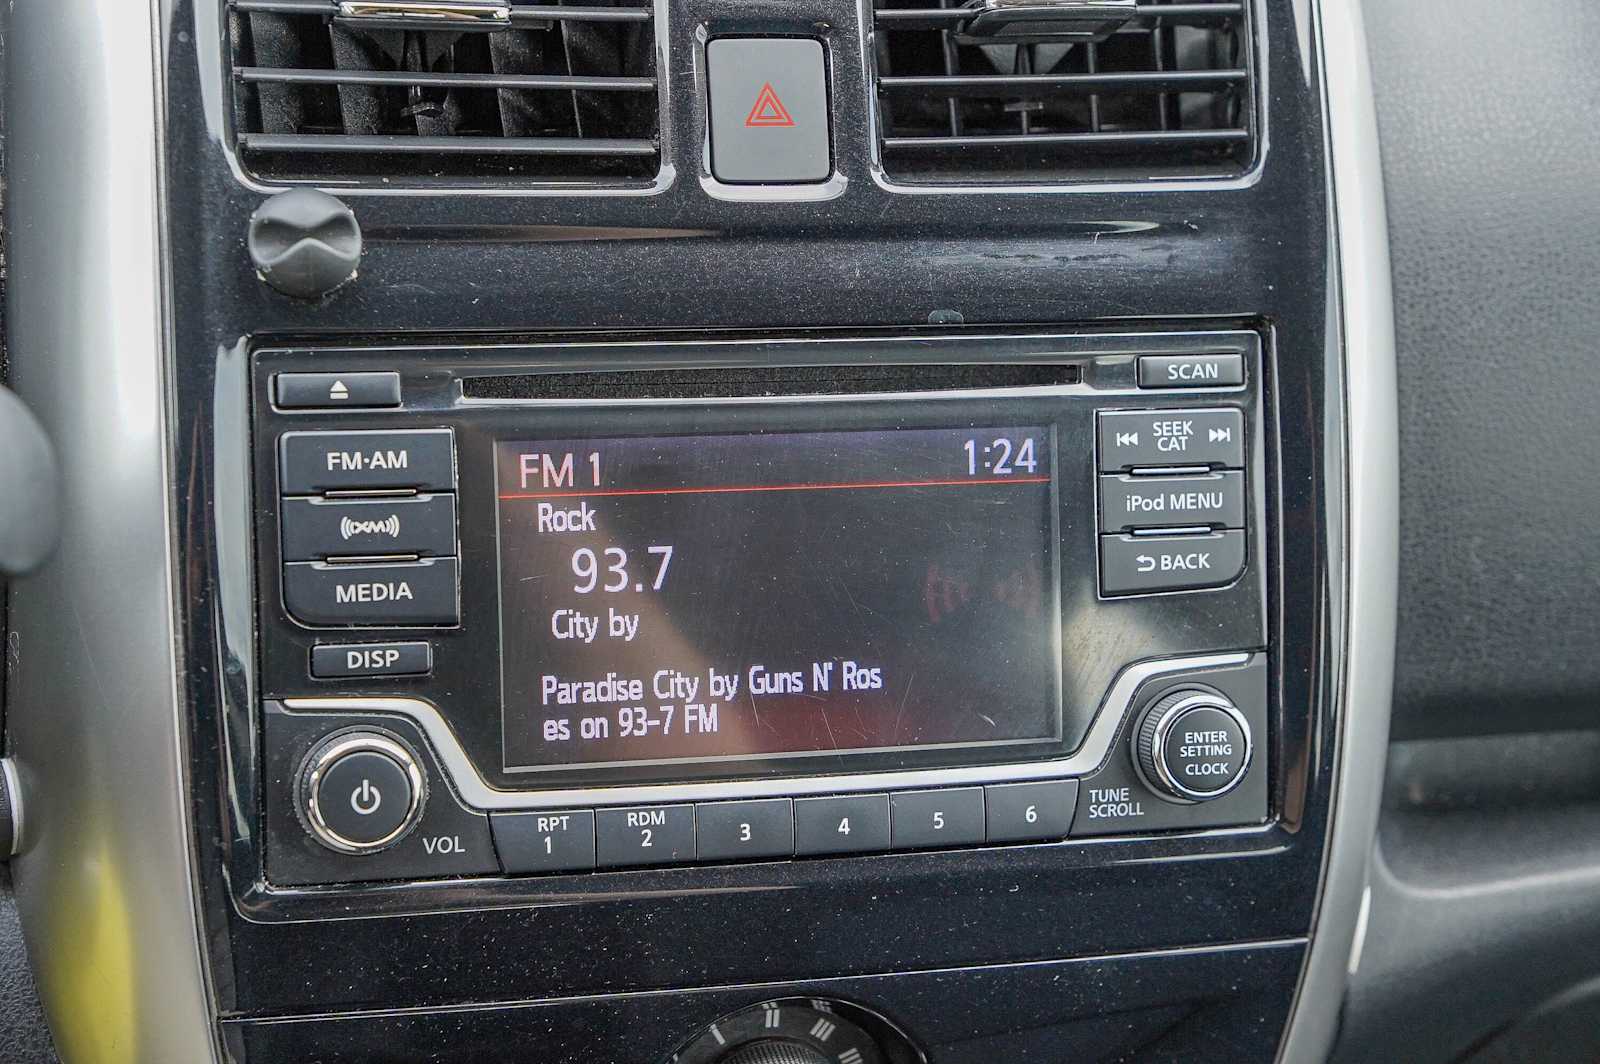 SCAN
FM·AM
XM
MEDIA
DISP
FM 1 1:24
Rock
93.7
City by
Paradise City by Guns N' Ros
es on 93-7 FM
SEEK
CAT
iPod MENU
BACK
ENTER
SETTING
CLOCK
TUNE
SCROLL
VOL
RPT
1
RDM
2
3
4
5
6